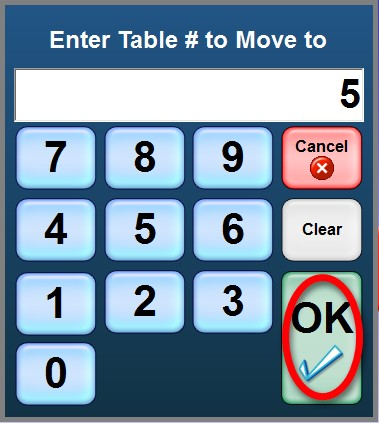 Enter Table # to Move to
5
7 8 9 Cancel
4 5 6 Clear
1 2 3 OK
0